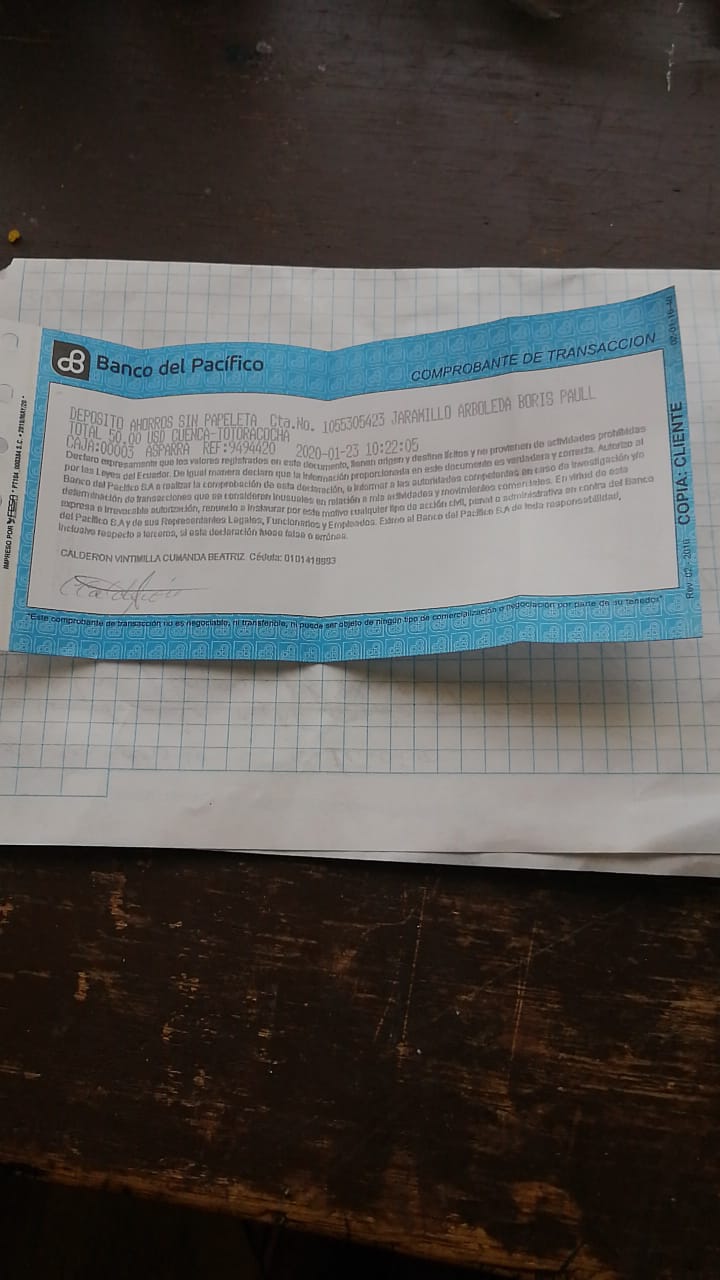 Banco del Pacífico
COMPROBANTE DE TRANSACCION
DEPOSITO AHORROS SIN PAPELETA Cta.No. 1055305423 JARAMILLO ARBOLEDA BORIS PAULL
TOTAL 50.00 USD CUENCA-TOTORACOCHA
CAJA:00003 ASPARRA REF:9494420 2020-01-23 10:22:05
Declaro expresamente que los valores registrados en este documento, tienen origen y destino lícitos y no provienen de actividades prohibidas
por las Leyes del Ecuador. De igual manera declaro que la información proporcionada en este documento es verdadera y correcta. Autorizo al
Banco del Pacífico S.A a realizar la comprobación de esta declaración, e informar a las autoridades competentes en caso de investigación y/o
determinación de transacciones que se consideren inusuales en relación a mis actividades y movimientos comerciales. En virtud de esta
expresa e irrevocable autorización, renuncio a instaurar por este motivo cualquier tipo de acción civil, penal o administrativa en contra del Banco
del Pacífico S.A y de sus Representantes Legales, Funcionarios y Empleados. Eximo al Banco del Pacífico S.A de toda responsabilidad,
inclusive respecto a terceros, si esta declaración fuese falsa o errónea.
CALDERON VINTIMILLA CUMANDA BEATRIZ Cédula: 0101419993
"Este comprobante de transacción no es negociable, ni transferible, ni puede ser objeto de ningún tipo de comercialización o negociación por parte de su tenedor"
COPIA: CLIENTE
Rev 02 - 2018
IMPRESO POR